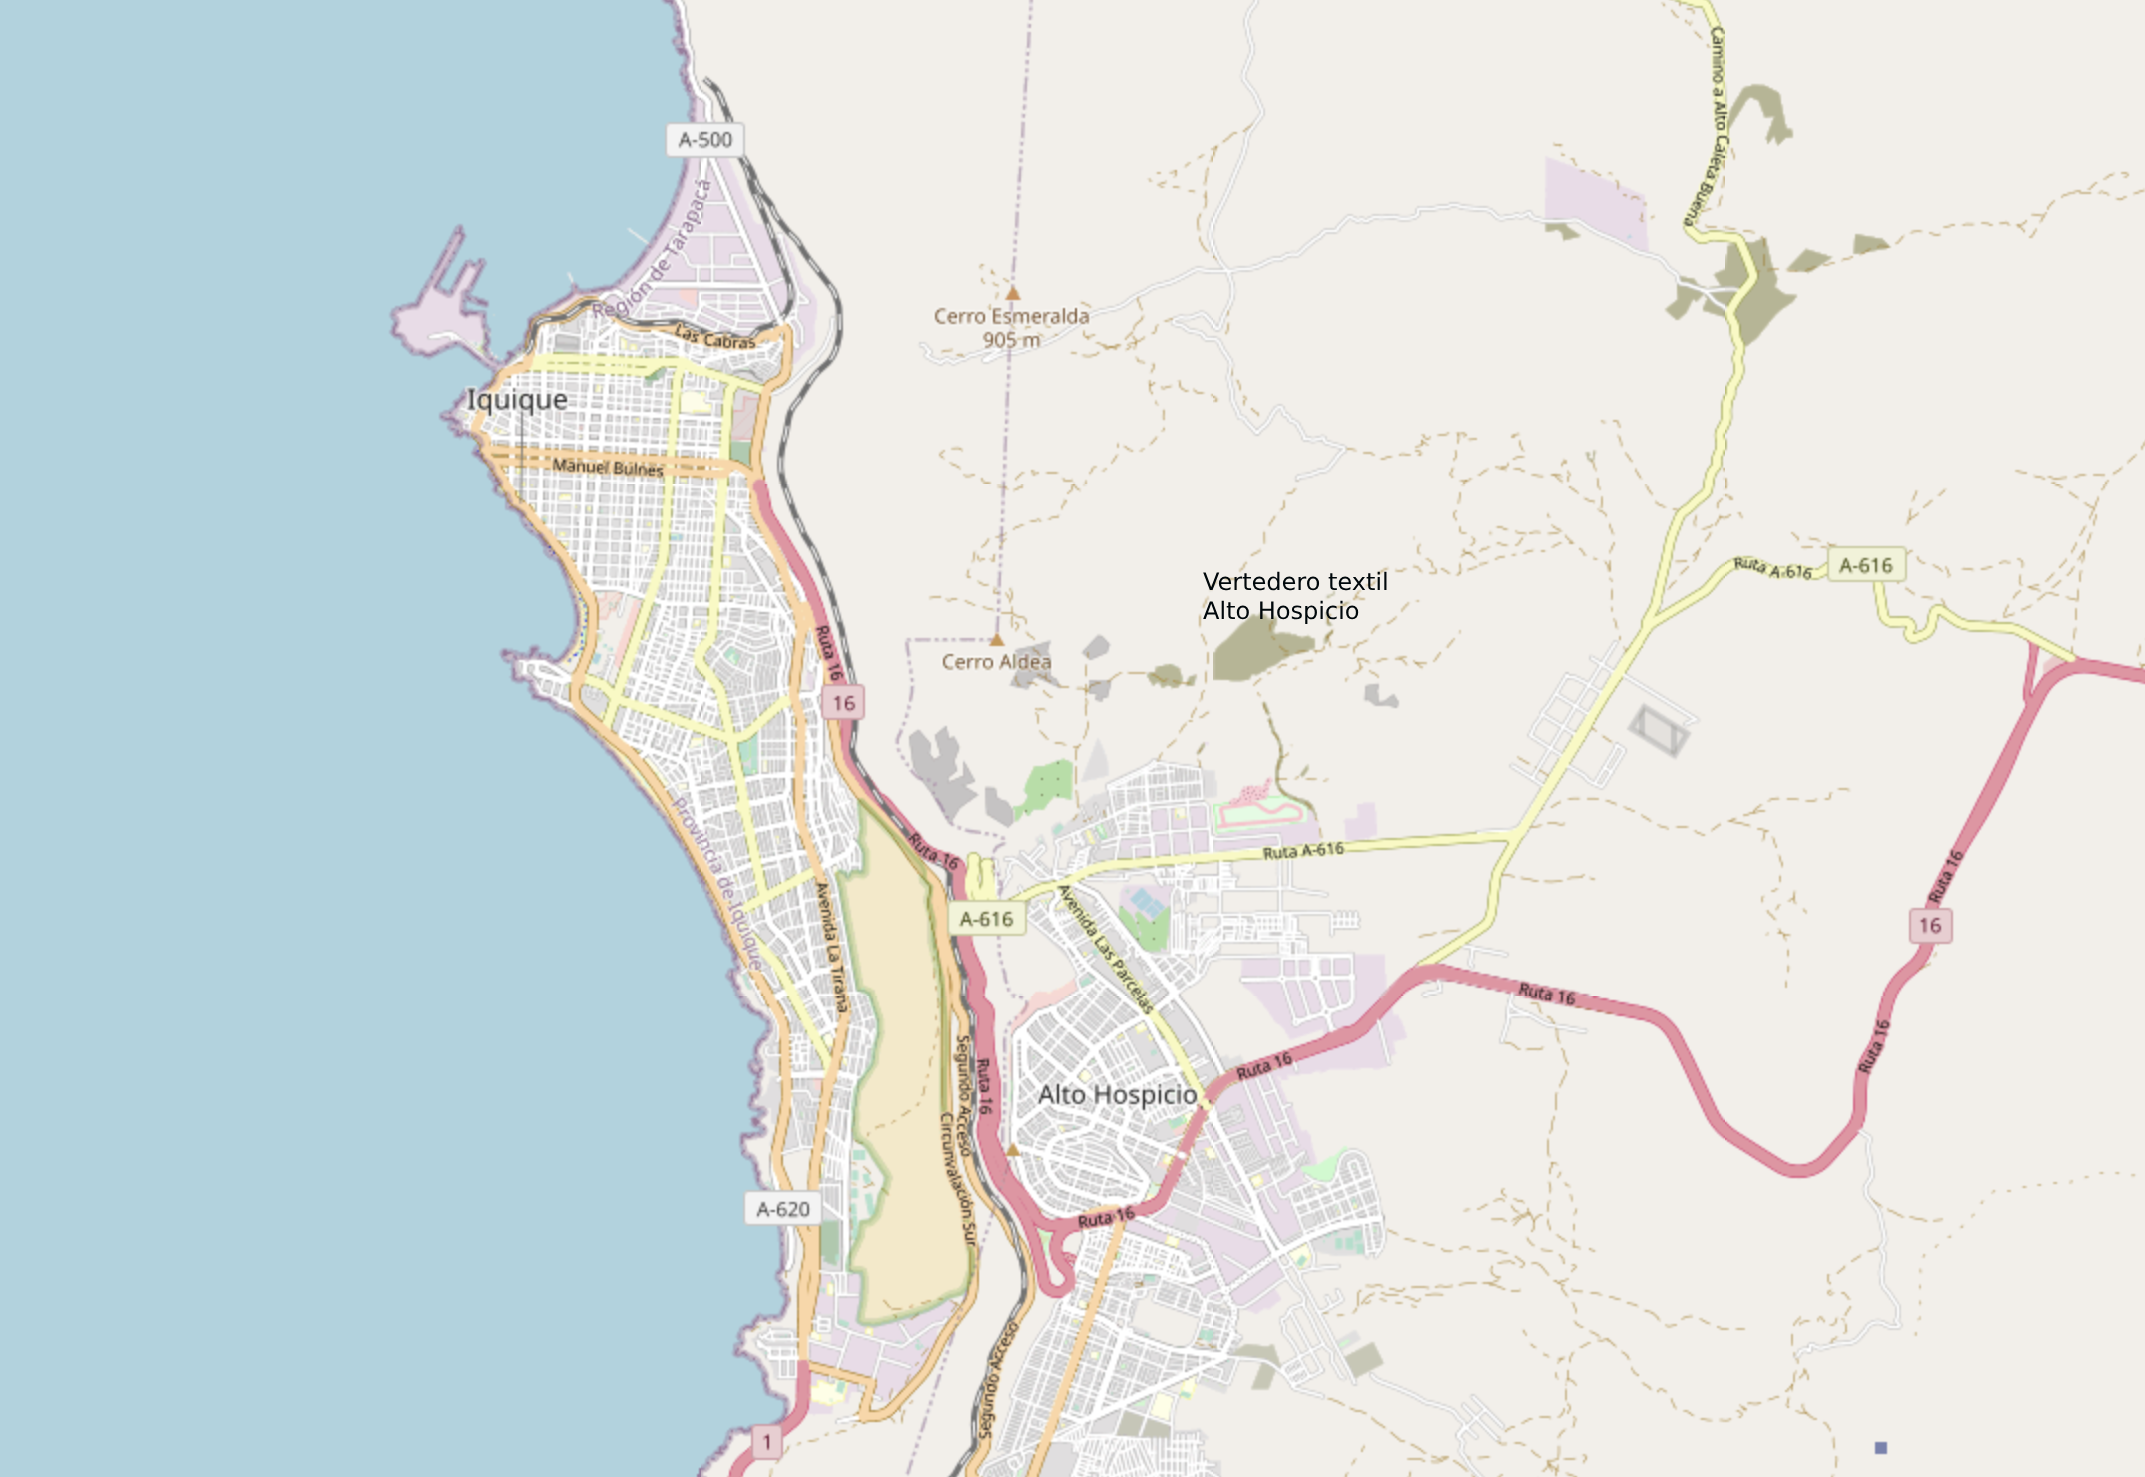 Camino a Alto Caleta Buena
A-500
Región de Tarapacá
Cerro Esmeralda
905 m
Las Cabras
Iquique
Manuel Bulnes
Vertedero textil
Alto Hospicio
Ruta A-616
A-616
Ruta 16
Cerro Aldea
16
Provincia de Iquique
Ruta 16
Ruta A-616
Ruta 16
Avenida La Tirana
A-616
Avenida Las Parcelas
16
Ruta 16
Ruta 16
Ruta 16
Segundo Acceso
Ruta 16
Alto Hospicio
Circunvalación Sur
A-620
Ruta 16
Segundo Acceso
1